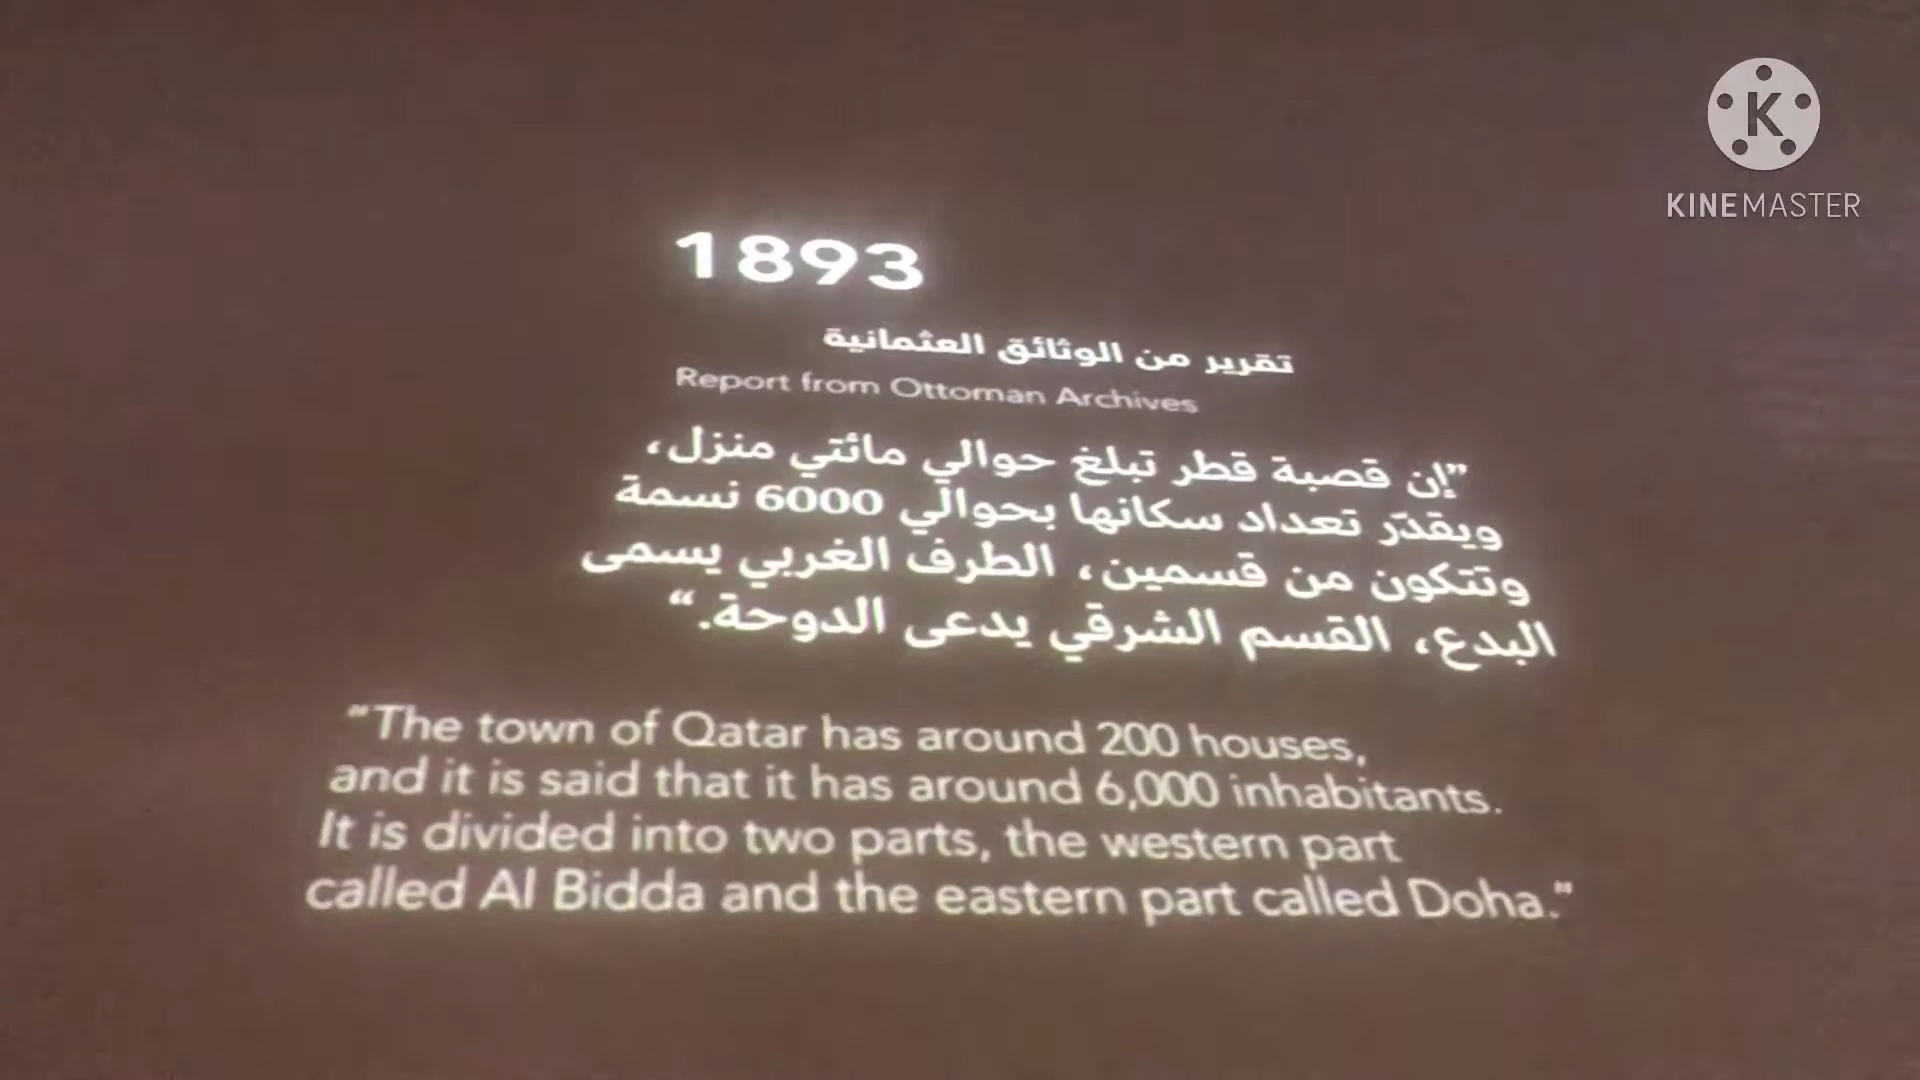 KINEMASTER
1893
تقرير من الوثائق العثمانية
Report from Ottoman Archives
”إن قصبة قطر تبلغ حوالي مائتي منزل،
ويقدّر تعداد سكانها بحوالي 6000 نسمة
وتتكون من قسمين، الطرف الغربي يسمى
البدع، القسم الشرقي يدعى الدوحة.“
"The town of Qatar has around 200 houses,
and it is said that it has around 6,000 inhabitants.
It is divided into two parts, the western part
called Al Bidda and the eastern part called Doha."